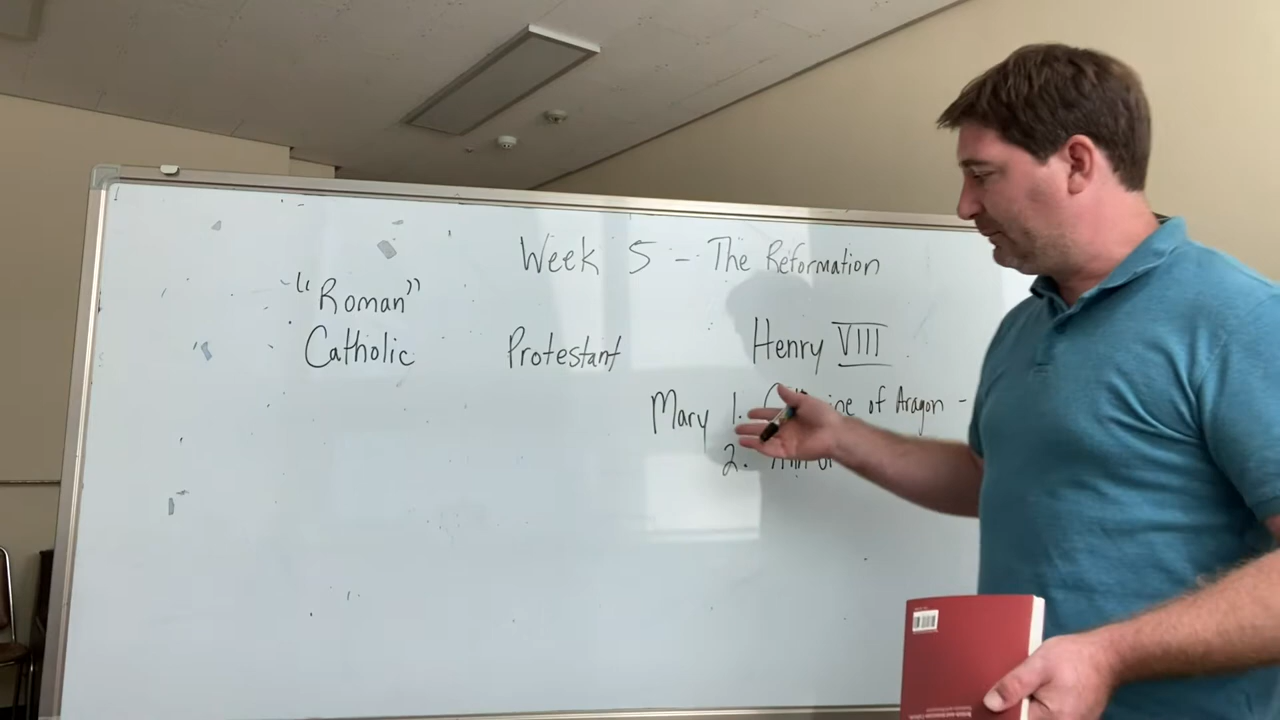 Week 5 - The Reformation
"Roman"
Catholic
Protestant
Henry VIII
Mary 1. of Aragon -
2.